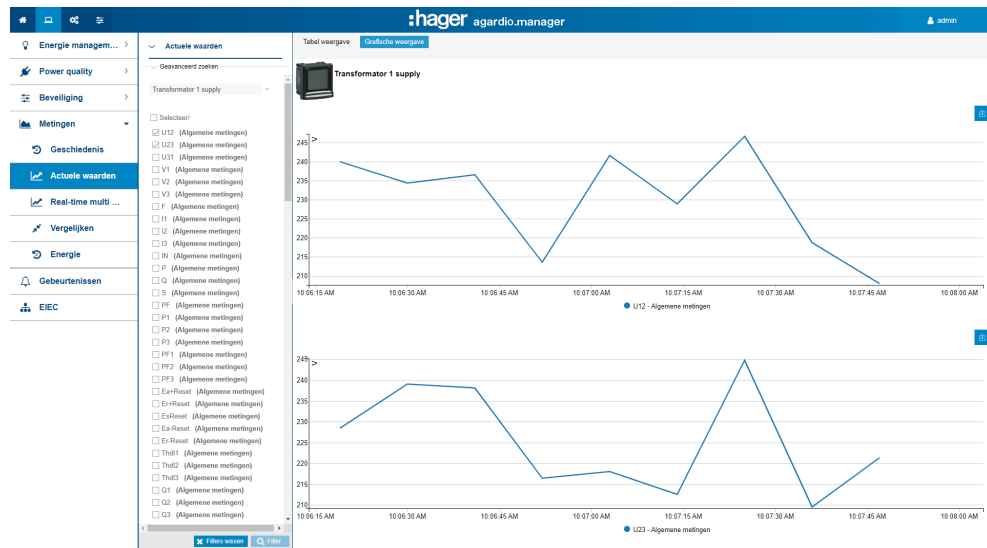 :hager agardio.manager
admin
Energie managem...
Power quality
Beveiliging
Metingen
Geschiedenis
Actuele waarden
Real-time multi ...
Vergelijken
Energie
Gebeurtenissen
EIEC
Actuele waarden
Geavanceerd zoeken
Transformator 1 supply
Selecteer/
U12 (Algemene metingen)
U23 (Algemene metingen)
U31 (Algemene metingen)
V1 (Algemene metingen)
V2 (Algemene metingen)
V3 (Algemene metingen)
F (Algemene metingen)
I1 (Algemene metingen)
I2 (Algemene metingen)
I3 (Algemene metingen)
IN (Algemene metingen)
P (Algemene metingen)
Q (Algemene metingen)
S (Algemene metingen)
PF (Algemene metingen)
P1 (Algemene metingen)
P2 (Algemene metingen)
P3 (Algemene metingen)
PF1 (Algemene metingen)
PF2 (Algemene metingen)
PF3 (Algemene metingen)
Ea+Reset (Algemene metingen)
Er+Reset (Algemene metingen)
EsReset (Algemene metingen)
Ea-Reset (Algemene metingen)
Er-Reset (Algemene metingen)
ThdI1 (Algemene metingen)
ThdI2 (Algemene metingen)
ThdI3 (Algemene metingen)
Q1 (Algemene metingen)
Q2 (Algemene metingen)
Q3 (Algemene metingen)
Filters wissen
Filter
Tabel weergave
Grafische weergave
Transformator 1 supply
V
245
240
235
230
225
220
215
210
10:06:15 AM 10:06:30 AM 10:06:45 AM 10:07:00 AM 10:07:15 AM 10:07:30 AM 10:07:45 AM 10:08:00 AM
U12 - Algemene metingen
V
245
240
235
230
225
220
215
210
10:06:15 AM 10:06:30 AM 10:06:45 AM 10:07:00 AM 10:07:15 AM 10:07:30 AM 10:07:45 AM 10:08:00 AM
U23 - Algemene metingen